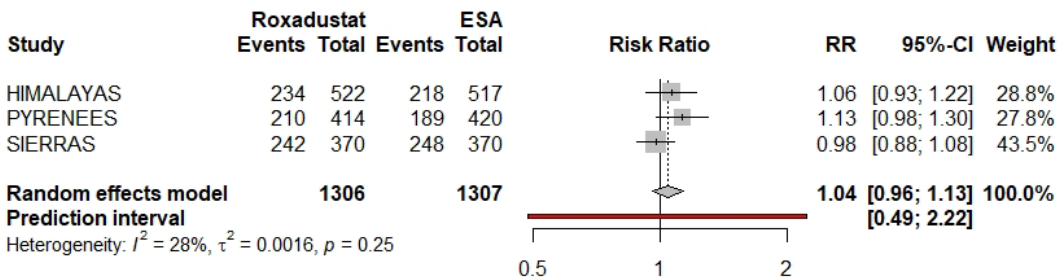 Roxadustat ESA
Study Events Total Events Total Risk Ratio RR 95%-CI Weight
HIMALAYAS 234 522 218 517 1.06 [0.93; 1.22] 28.8%
PYRENEES 210 414 189 420 1.13 [0.98; 1.30] 27.8%
SIERRAS 242 370 248 370 0.98 [0.88; 1.08] 43.5%
Random effects model 1306 1307 1.04 [0.96; 1.13] 100.0%
Prediction interval [0.49; 2.22]
Heterogeneity: I² = 28%, τ² = 0.0016, p = 0.25
0.5 1 2